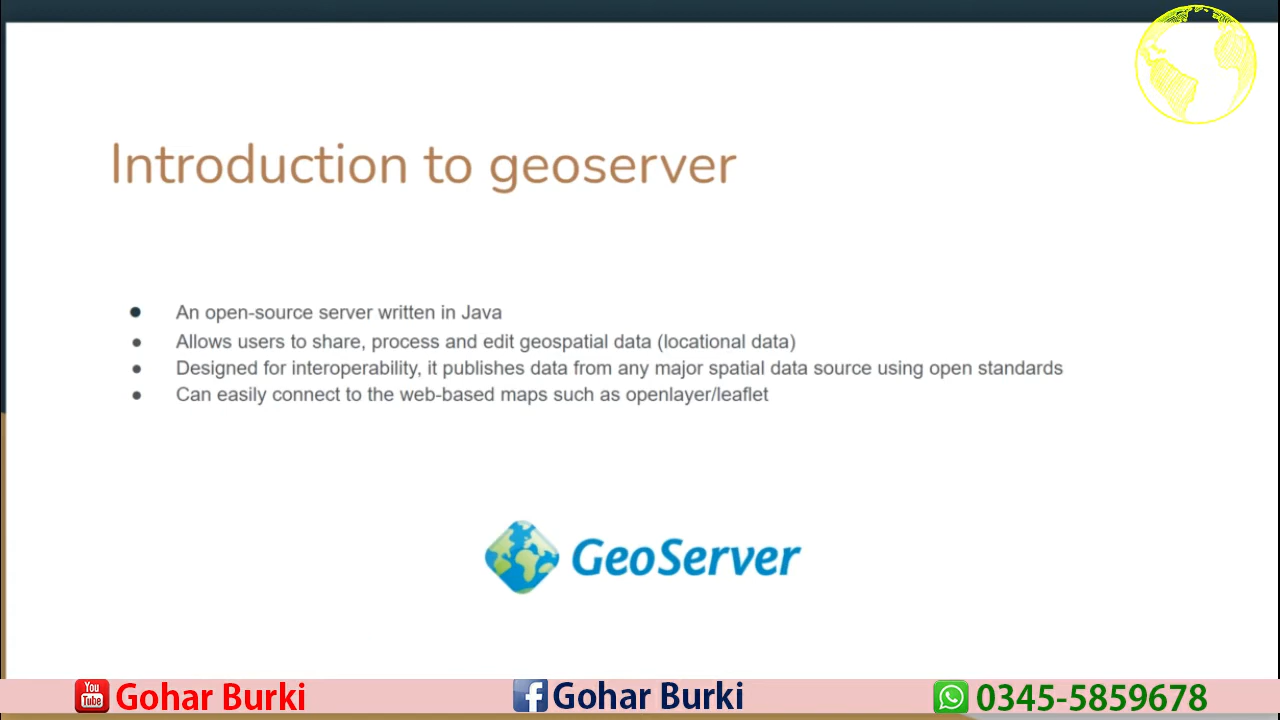 Introduction to geoserver
An open-source server written in Java
Allows users to share, process and edit geospatial data (locational data)
Designed for interoperability, it publishes data from any major spatial data source using open standards
Can easily connect to the web-based maps such as openlayer/leaflet
GeoServer
You Tube Gohar Burki
f Gohar Burki
0345-5859678